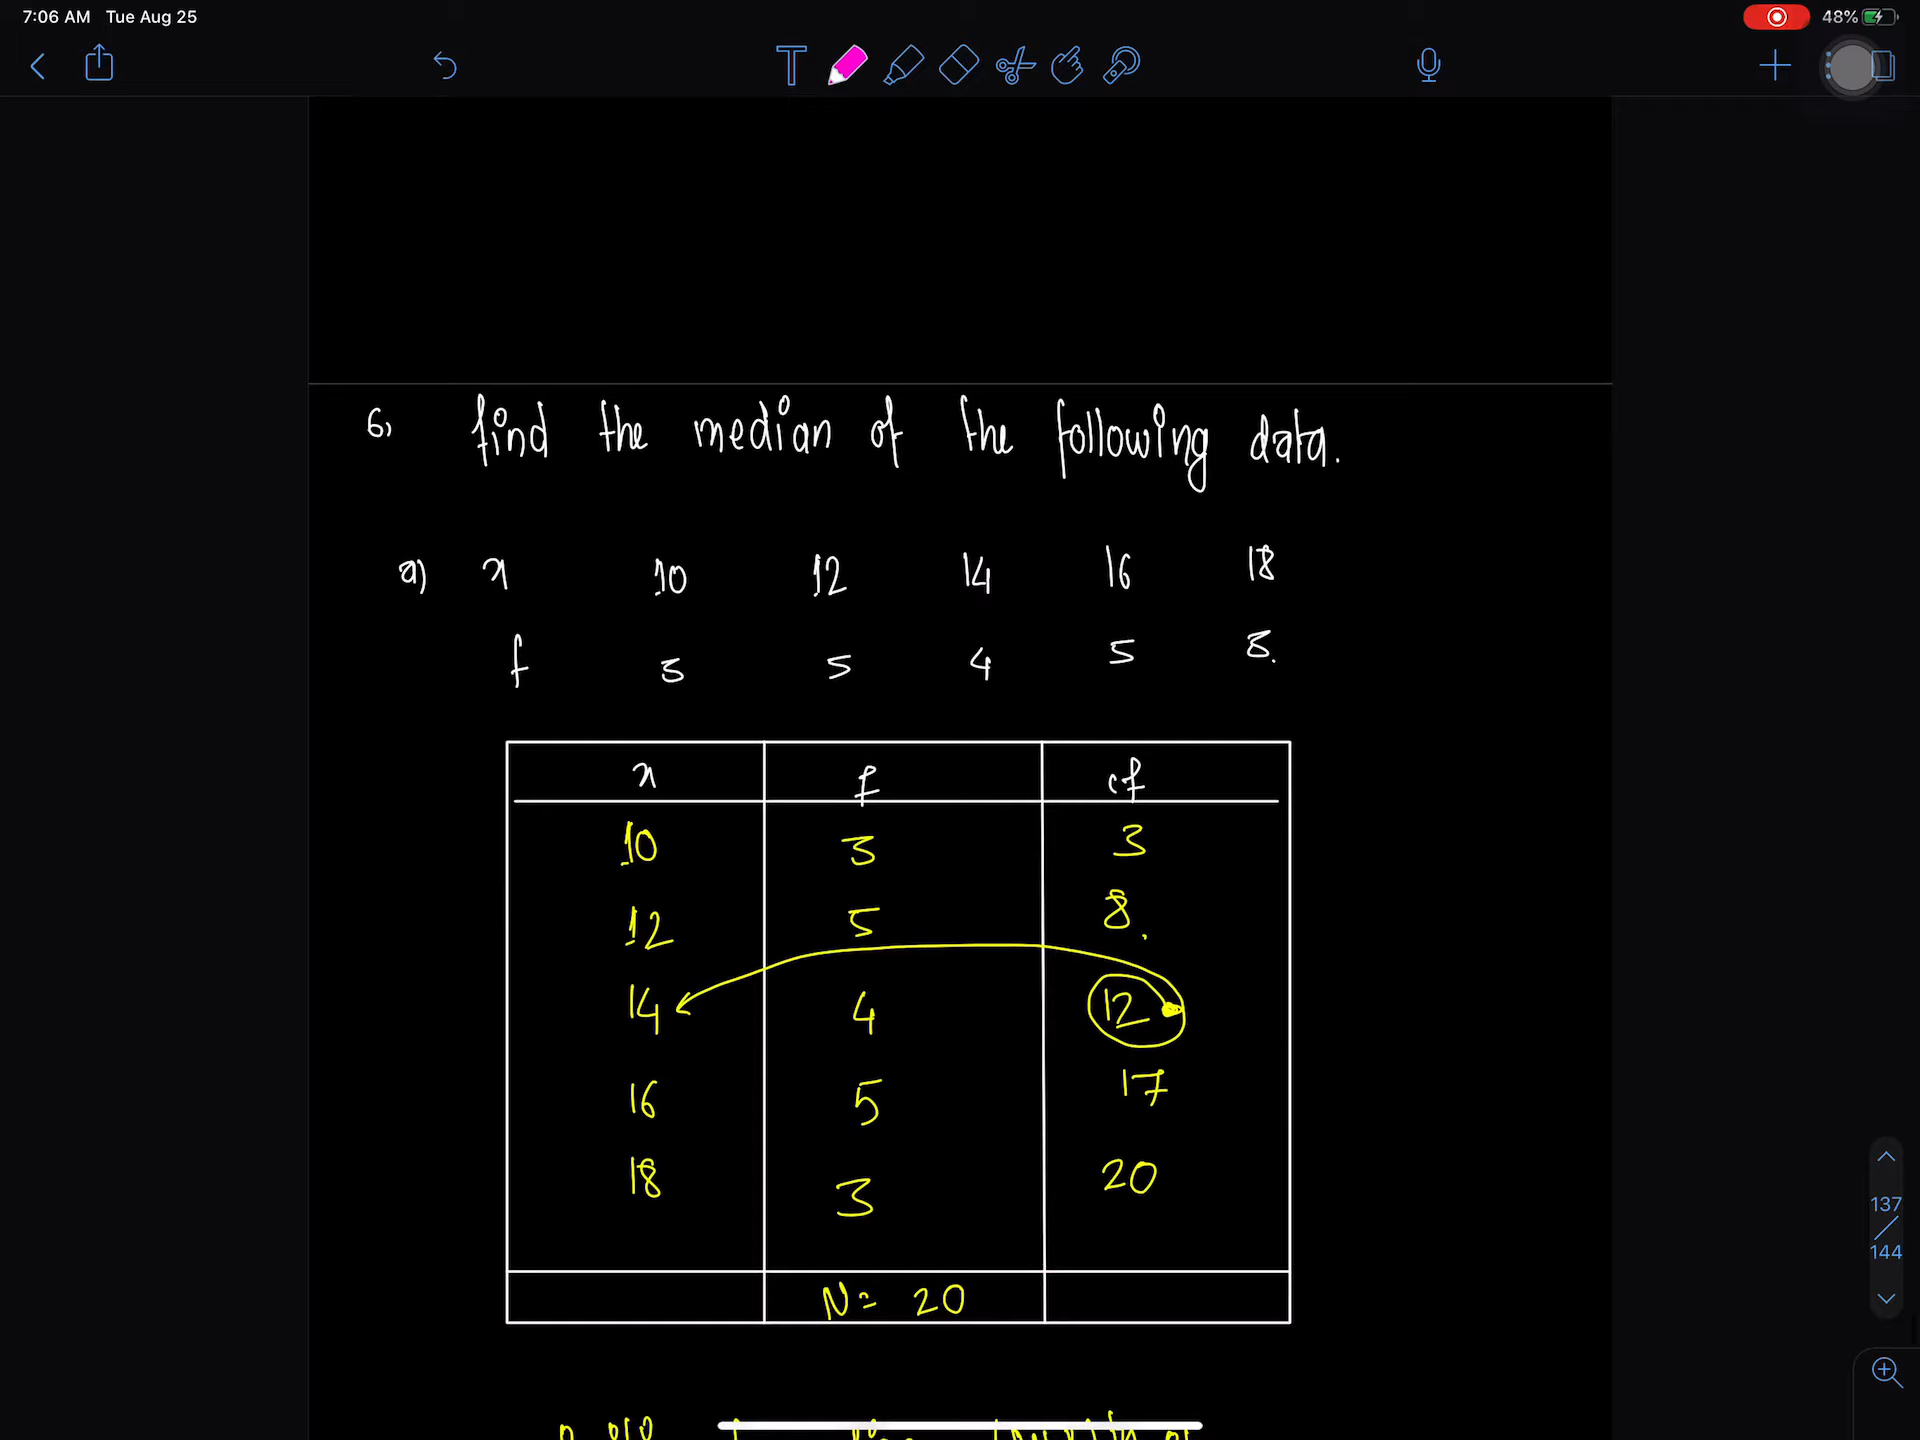 7:06 AM Tue Aug 25
48%
T
6, find the median of the following data.
a) x 10 12 14 16 18
f 3 5 4 5 3.
x f cf
10 3 3
12 5 8.
14 4 12
16 5 17
18 3 20
N= 20
137
144